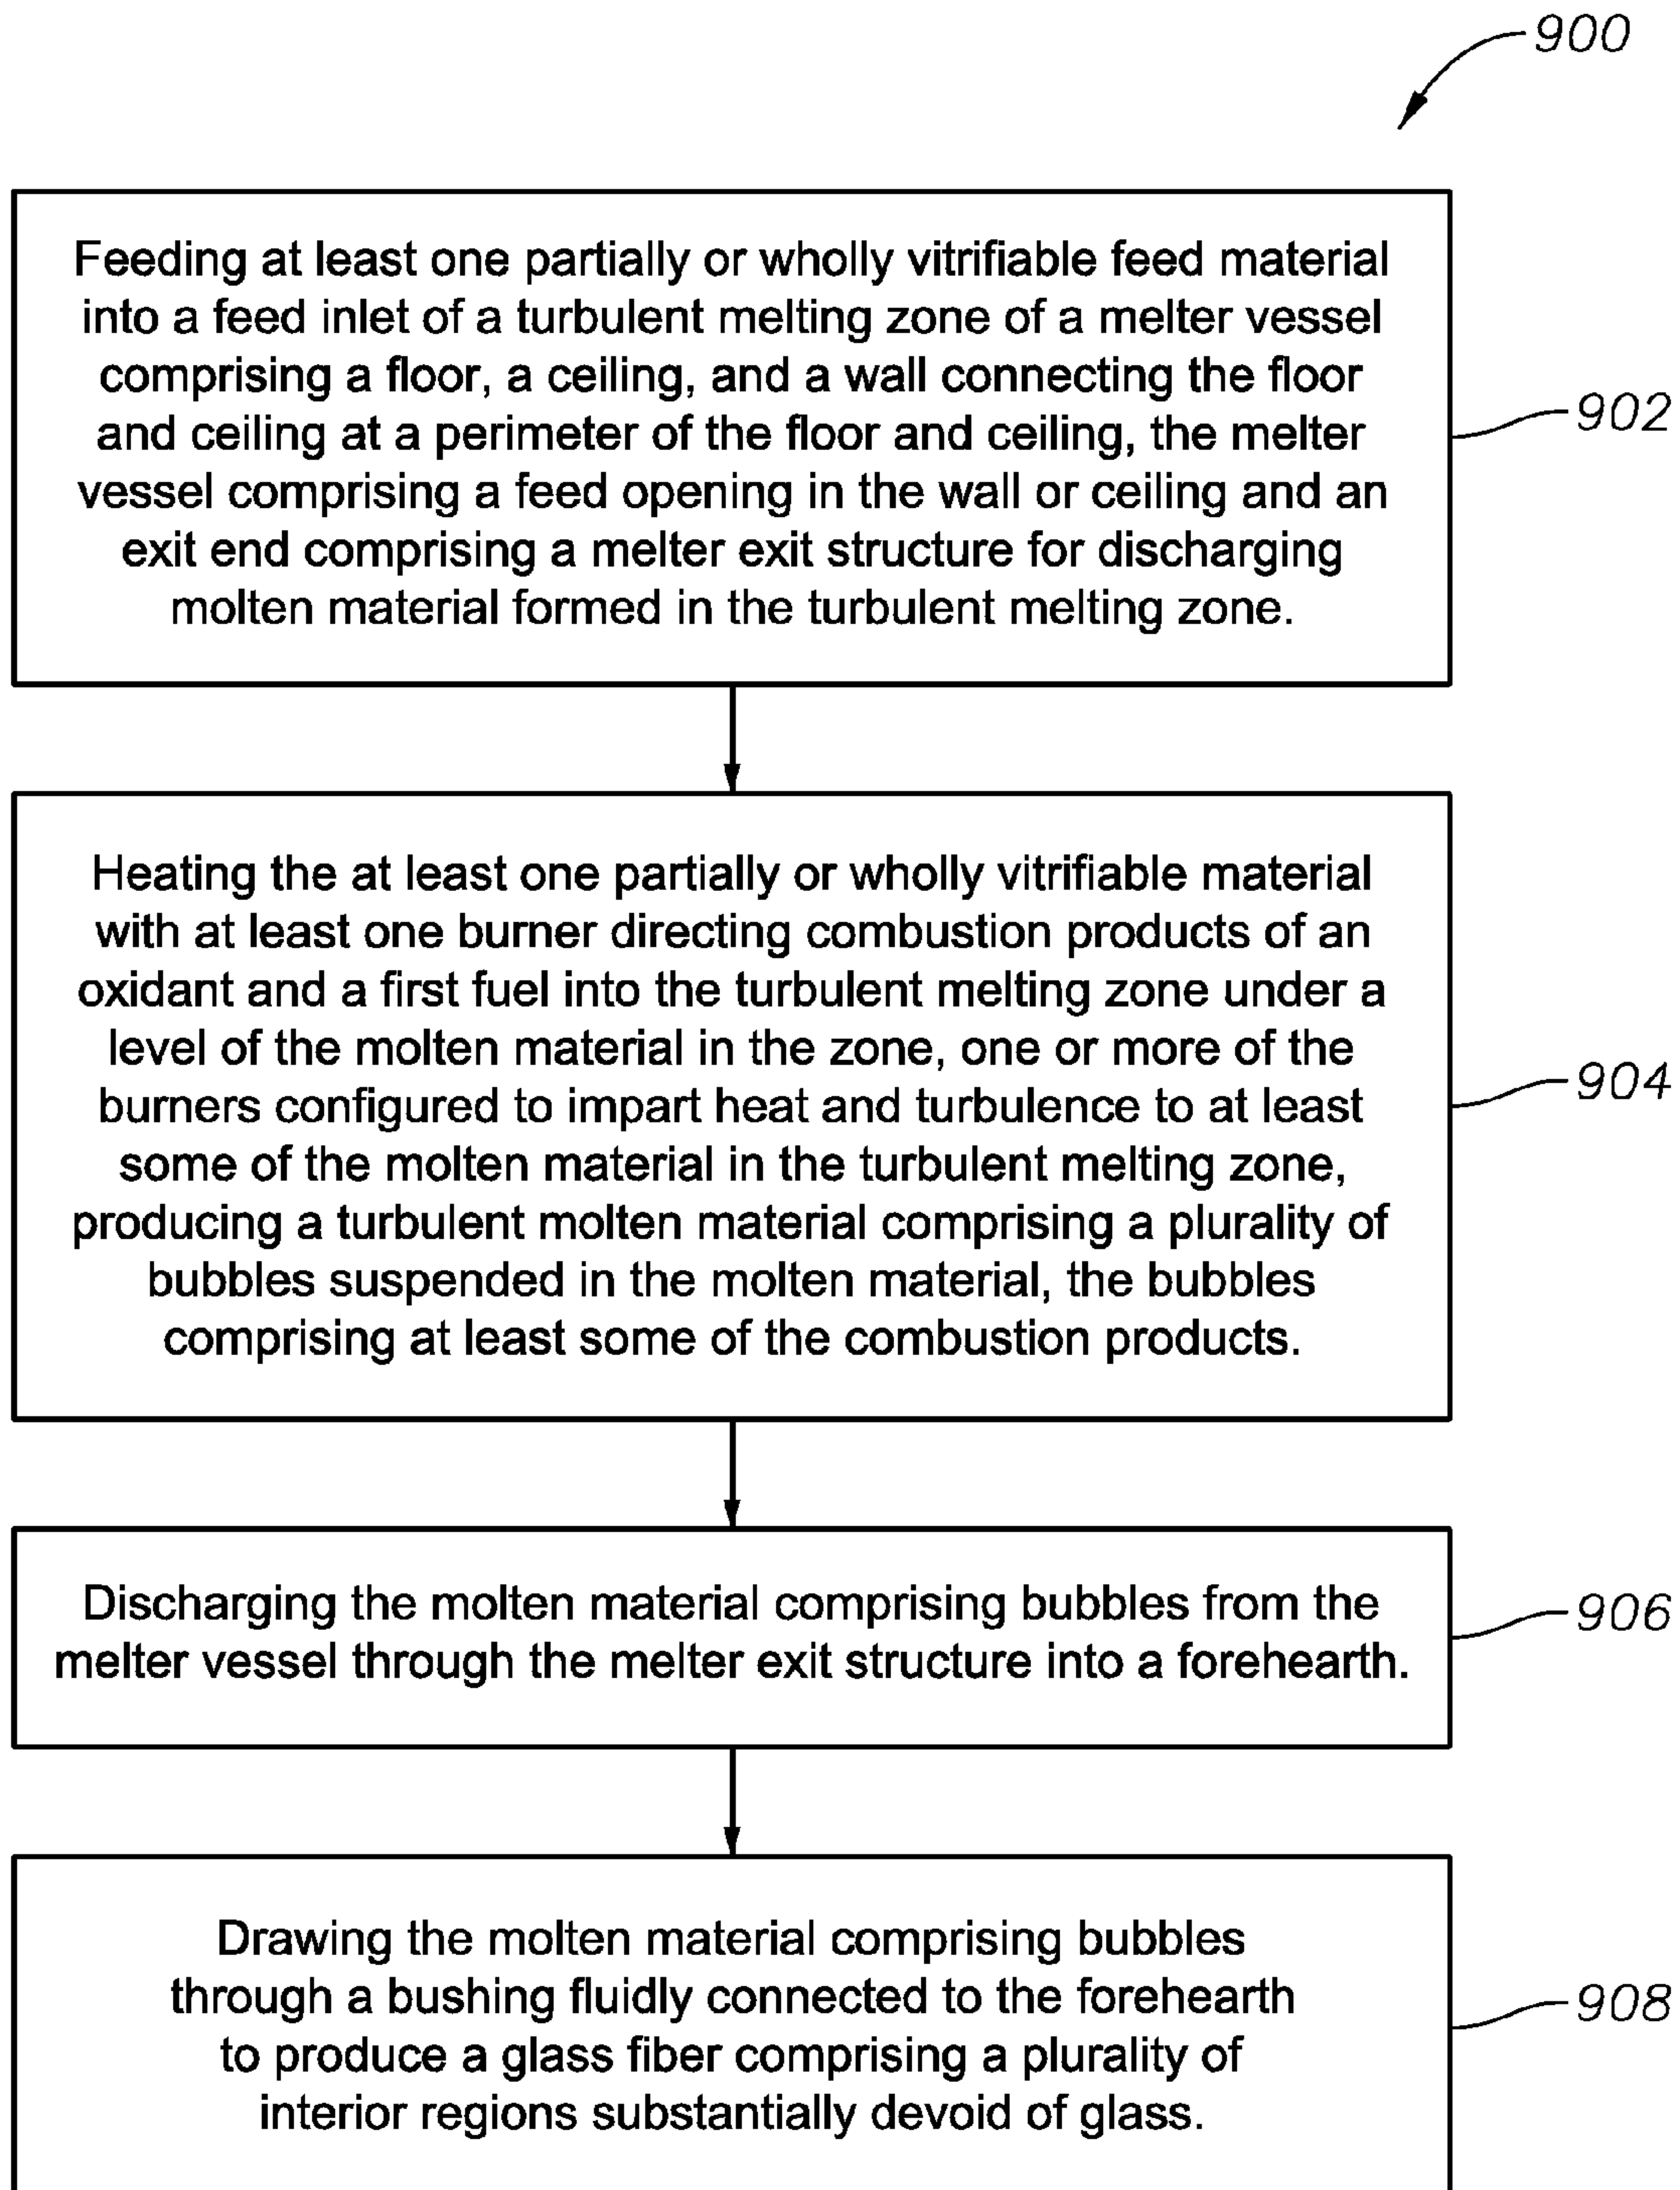 900
Feeding at least one partially or wholly vitrifiable feed material
into a feed inlet of a turbulent melting zone of a melter vessel
comprising a floor, a ceiling, and a wall connecting the floor
and ceiling at a perimeter of the floor and ceiling, the melter
vessel comprising a feed opening in the wall or ceiling and an
exit end comprising a melter exit structure for discharging
molten material formed in the turbulent melting zone.
902
Heating the at least one partially or wholly vitrifiable material
with at least one burner directing combustion products of an
oxidant and a first fuel into the turbulent melting zone under a
level of the molten material in the zone, one or more of the
burners configured to impart heat and turbulence to at least
some of the molten material in the turbulent melting zone,
producing a turbulent molten material comprising a plurality of
bubbles suspended in the molten material, the bubbles
comprising at least some of the combustion products.
904
Discharging the molten material comprising bubbles from the
melter vessel through the melter exit structure into a forehearth.
906
Drawing the molten material comprising bubbles
through a bushing fluidly connected to the forehearth
to produce a glass fiber comprising a plurality of
interior regions substantially devoid of glass.
908